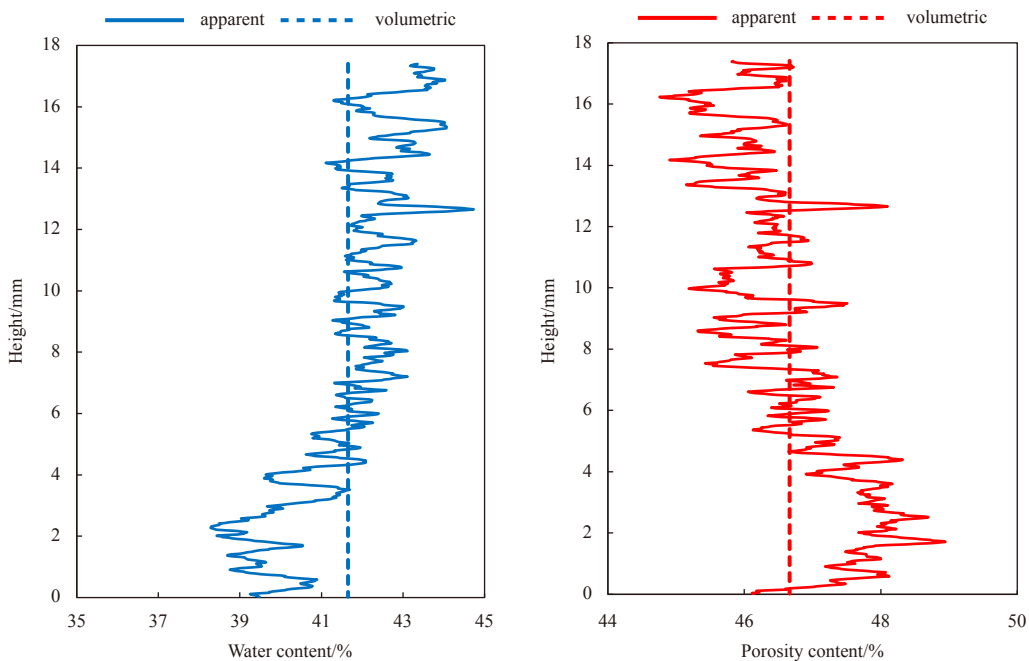 apparent volumetric
18
16
14
12
10
8
6
4
2
0
Height/mm
35 37 39 41 43 45
Water content/%
apparent volumetric
18
16
14
12
10
8
6
4
2
0
Height/mm
44 46 48 50
Porosity content/%